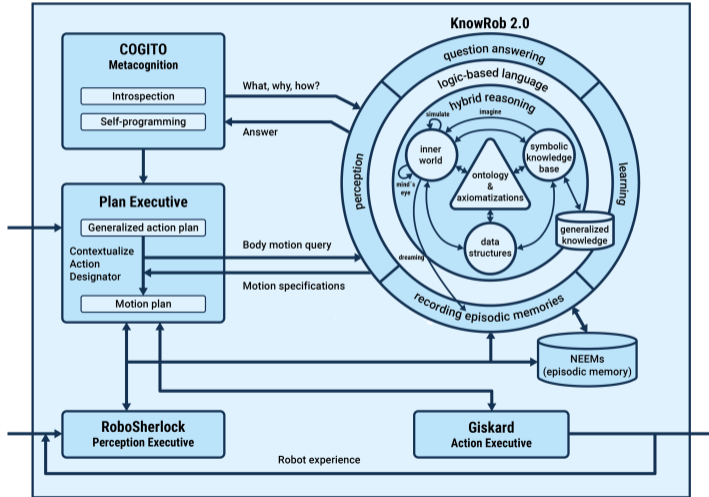 KnowRob 2.0
COGITO
Metacognition
Introspection
Self-programming
What, why, how?
Answer
question answering
logic-based language
hybrid reasoning
perception
learning
recording episodic memories
simulate
imagine
inner
world
mind's
eye
symbolic
knowledge
base
ontology
&
axiomatizations
data
structures
generalized
knowledge
dreaming
Plan Executive
Generalized action plan
Contextualize
Action
Designator
Motion plan
Body motion query
Motion specifications
NEEMs
(episodic memory)
RoboSherlock
Perception Executive
Giskard
Action Executive
Robot experience